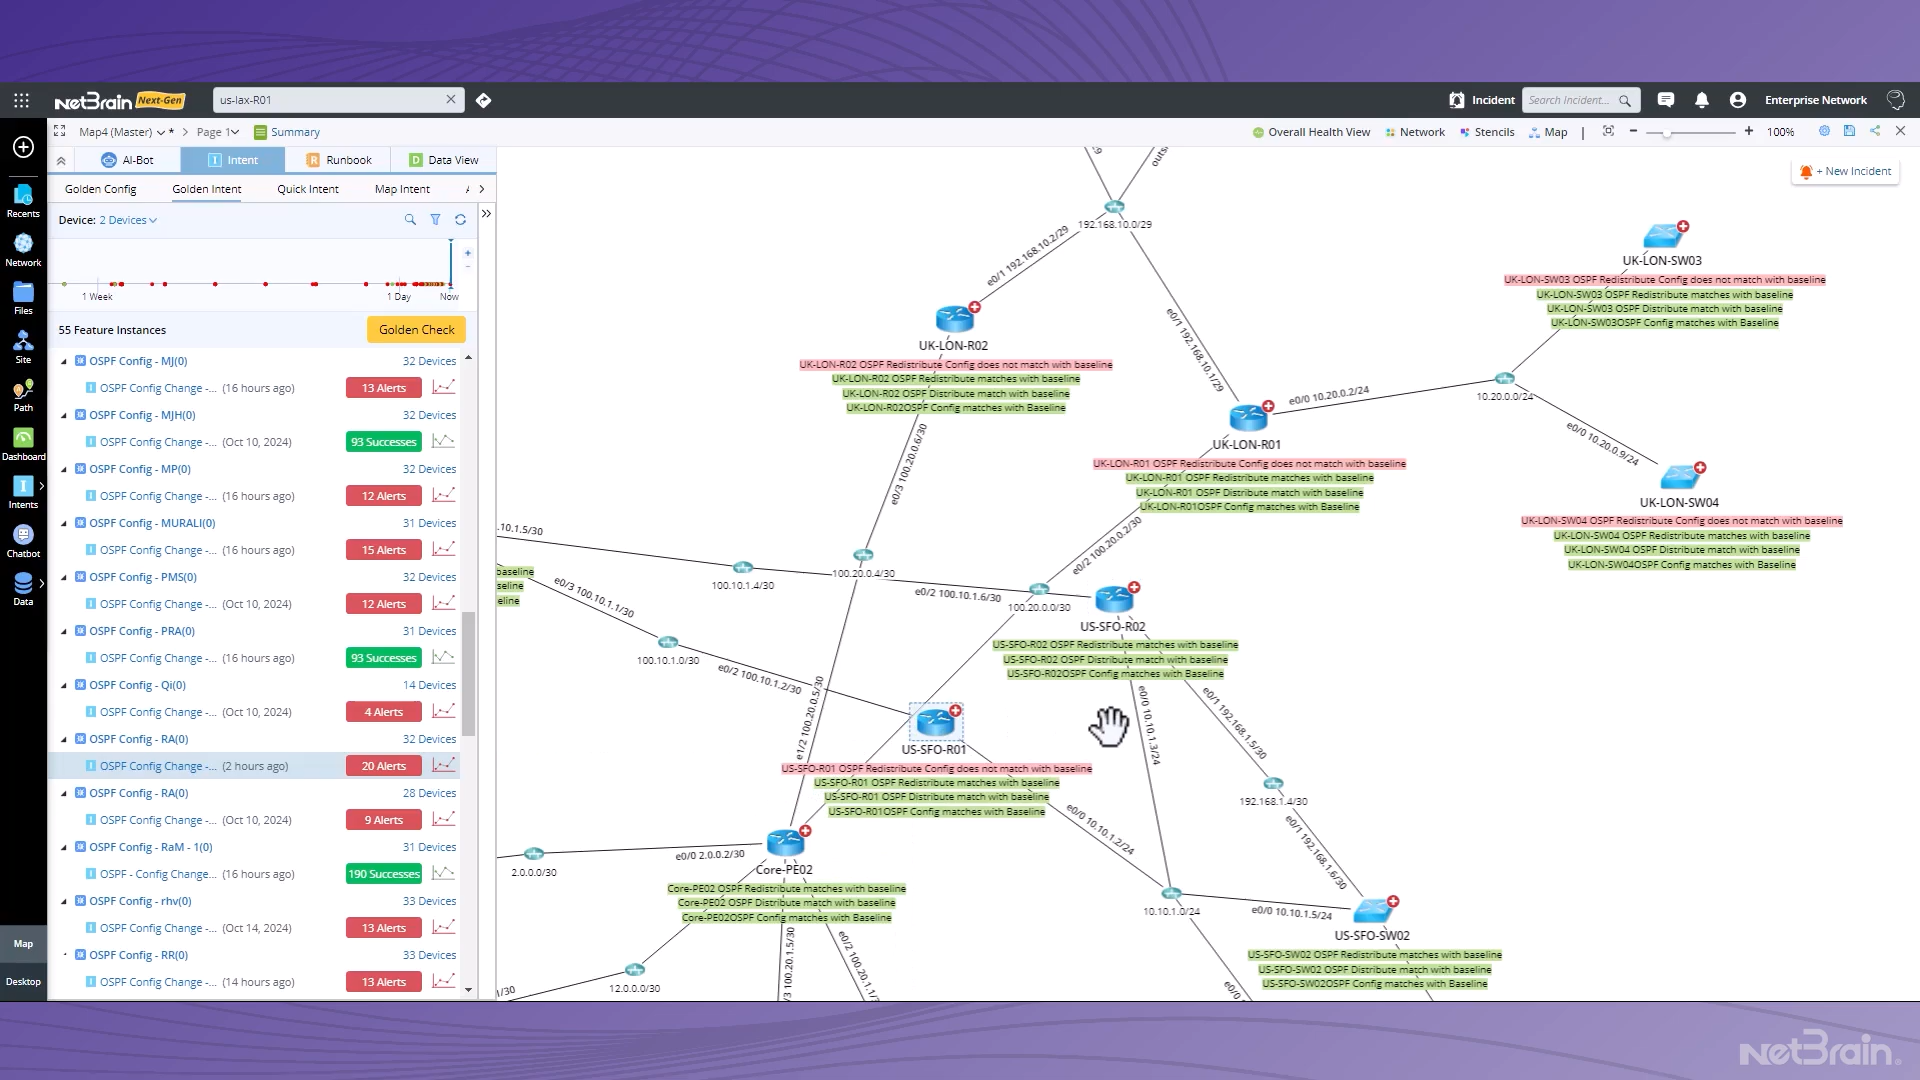 NetBrain Next-Gen
us-lax-R01
Incident
Search Incident...
Enterprise Network
Map4 (Master)
*
Page 1
Summary
Overall Health View
Network
Stencils
Map
100%
AI-Bot
Intent
Runbook
Data View
+ New Incident
Golden Config
Golden Intent
Quick Intent
Map Intent
Device: 2 Devices
1 Week
1 Day
Now
55 Feature Instances
Golden Check
OSPF Config - MJ(0)
32 Devices
OSPF Config Change -... (16 hours ago)
13 Alerts
OSPF Config - MJH(0)
32 Devices
OSPF Config Change -... (Oct 10, 2024)
93 Successes
OSPF Config - MP(0)
32 Devices
OSPF Config Change -... (16 hours ago)
12 Alerts
OSPF Config - MURALI(0)
31 Devices
OSPF Config Change -... (16 hours ago)
15 Alerts
OSPF Config - PMS(0)
32 Devices
OSPF Config Change -... (Oct 10, 2024)
12 Alerts
OSPF Config - PRA(0)
31 Devices
OSPF Config Change -... (16 hours ago)
93 Successes
OSPF Config - Qi(0)
14 Devices
OSPF Config Change -... (Oct 10, 2024)
4 Alerts
OSPF Config - RA(0)
32 Devices
OSPF Config Change -... (2 hours ago)
20 Alerts
OSPF Config - RA(0)
28 Devices
OSPF Config Change -... (Oct 10, 2024)
9 Alerts
OSPF Config - RaM - 1(0)
31 Devices
OSPF - Config Change... (16 hours ago)
190 Successes
OSPF Config - rhv(0)
33 Devices
OSPF Config Change -... (Oct 14, 2024)
13 Alerts
OSPF Config - RR(0)
33 Devices
OSPF Config Change -... (14 hours ago)
13 Alerts
Recents
Network
Files
Site
Path
Dashboard
Intents
Chatbot
Data
Map
Desktop
192.168.10.0/29
e0/1 192.168.10.2/29
e0/1 192.168.10.1/29
UK-LON-SW03
UK-LON-SW03 OSPF Redistribute Config does not match with baseline
UK-LON-SW03 OSPF Redistribute matches with baseline
UK-LON-SW03 OSPF Distribute match with baseline
UK-LON-SW03OSPF Config matches with Baseline
UK-LON-R02
UK-LON-R02 OSPF Redistribute Config does not match with baseline
UK-LON-R02 OSPF Redistribute matches with baseline
UK-LON-R02 OSPF Distribute match with baseline
UK-LON-R02OSPF Config matches with Baseline
e0/3 100.20.0.6/30
e0/0 10.20.0.2/24
10.20.0.0/24
e0/0 10.20.0.9/24
UK-LON-R01
UK-LON-R01 OSPF Redistribute Config does not match with baseline
UK-LON-R01 OSPF Redistribute matches with baseline
UK-LON-R01 OSPF Distribute match with baseline
UK-LON-R01OSPF Config matches with Baseline
e0/2 100.20.0.2/30
UK-LON-SW04
UK-LON-SW04 OSPF Redistribute Config does not match with baseline
UK-LON-SW04 OSPF Redistribute matches with baseline
UK-LON-SW04 OSPF Distribute match with baseline
UK-LON-SW04OSPF Config matches with Baseline
.10.1.5/30
100.10.1.4/30
100.20.0.4/30
e0/2 100.10.1.6/30
100.20.0.0/30
baseline
seline
eline
e0/3 100.10.1.1/30
100.10.1.0/30
e0/2 100.10.1.2/30
e1/2 100.20.0.5/30
US-SFO-R02
US-SFO-R02 OSPF Redistribute matches with baseline
US-SFO-R02 OSPF Distribute match with baseline
US-SFO-R02OSPF Config matches with Baseline
e0/0 10.10.1.3/24
e0/1 192.168.1.5/30
192.168.1.4/30
e0/1 192.168.1.6/30
US-SFO-R01
US-SFO-R01 OSPF Redistribute Config does not match with baseline
US-SFO-R01 OSPF Redistribute matches with baseline
US-SFO-R01 OSPF Distribute match with baseline
US-SFO-R01OSPF Config matches with Baseline
e0/0 10.10.1.2/24
2.0.0.0/30
e0/0 2.0.0.2/30
Core-PE02
Core-PE02 OSPF Redistribute matches with baseline
Core-PE02 OSPF Distribute match with baseline
Core-PE02OSPF Config matches with Baseline
10.10.1.0/24
e0/0 10.10.1.5/24
US-SFO-SW02
US-SFO-SW02 OSPF Redistribute matches with baseline
US-SFO-SW02 OSPF Distribute match with baseline
US-SFO-SW02OSPF Config matches with Baseline
12.0.0.0/30
/30
3 100.20.1.5/30
e0/2 100.20.1.1/3
e0/0
NetBrain